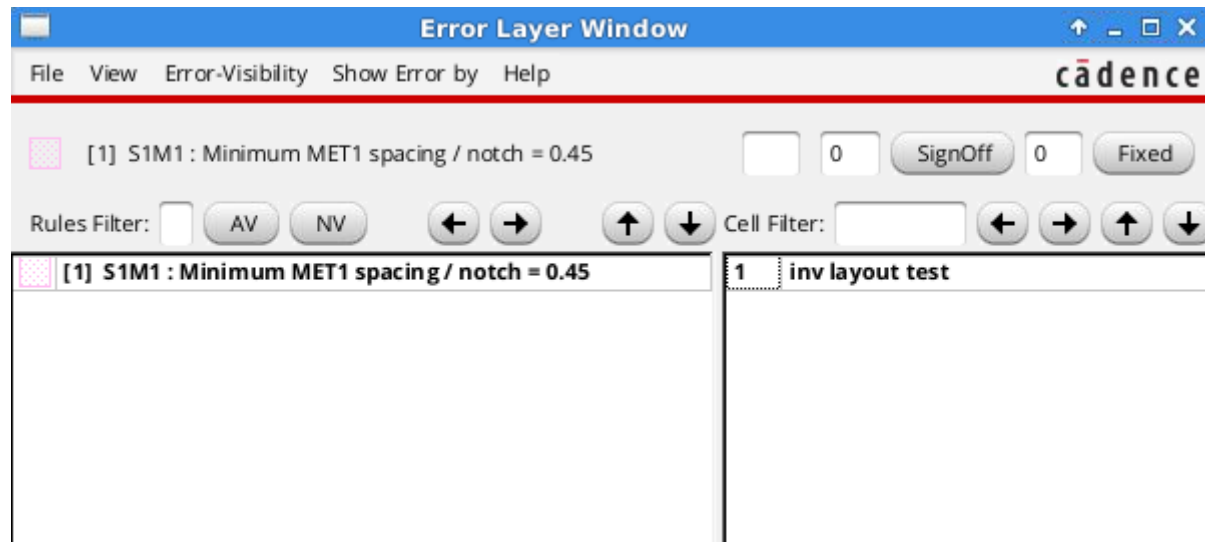 Error Layer Window
File View Error-Visibility Show Error by Help cādence
[1] S1M1 : Minimum MET1 spacing / notch = 0.45 0 SignOff 0 Fixed
Rules Filter: AV NV Cell Filter:
[1] S1M1 : Minimum MET1 spacing / notch = 0.45 1 inv layout test